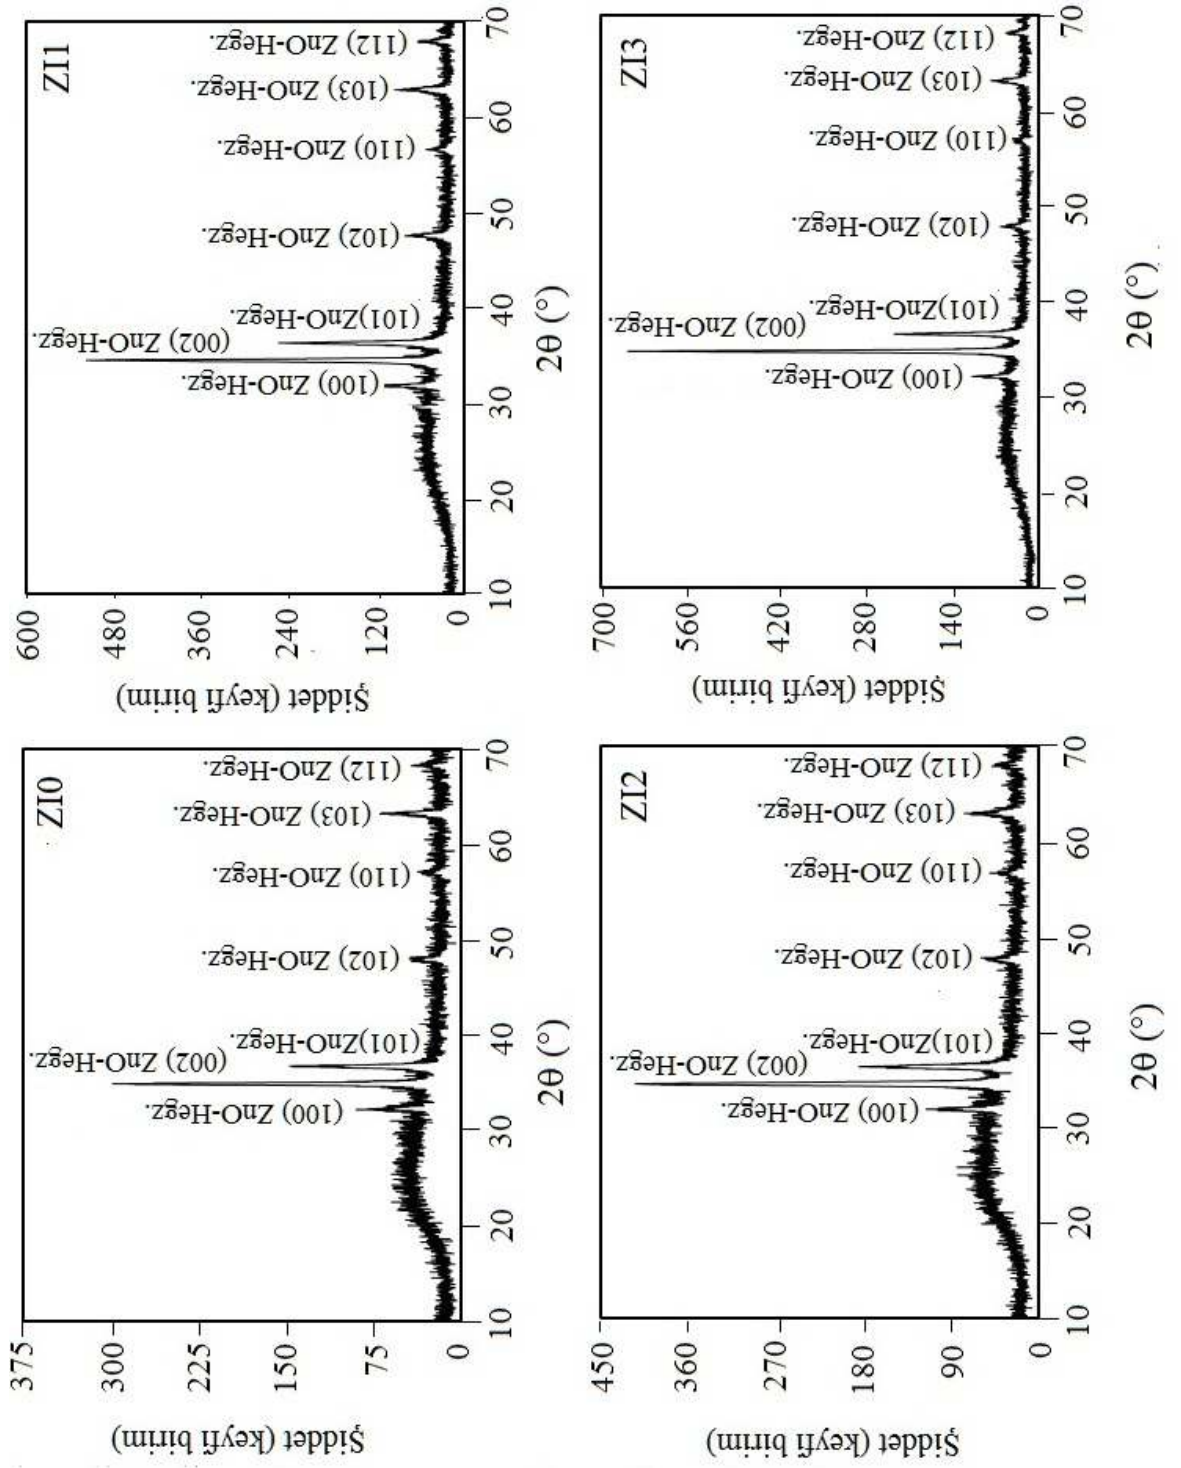 ZI0
375
300
225
150
75
0
Şiddet (keyfi birim)
(100) ZnO-Hegz.
(002) ZnO-Hegz.
(101)ZnO-Hegz.
(102) ZnO-Hegz.
(110) ZnO-Hegz.
(103) ZnO-Hegz.
(112) ZnO-Hegz.
10
20
30
40
50
60
70
2θ (°)
ZI1
600
480
360
240
120
0
Şiddet (keyfi birim)
(100) ZnO-Hegz.
(002) ZnO-Hegz.
(101)ZnO-Hegz.
(102) ZnO-Hegz.
(110) ZnO-Hegz.
(103) ZnO-Hegz.
(112) ZnO-Hegz.
10
20
30
40
50
60
70
2θ (°)
ZI2
450
360
270
180
90
0
Şiddet (keyfi birim)
(100) ZnO-Hegz.
(002) ZnO-Hegz.
(101)ZnO-Hegz.
(102) ZnO-Hegz.
(110) ZnO-Hegz.
(103) ZnO-Hegz.
(112) ZnO-Hegz.
10
20
30
40
50
60
70
2θ (°)
ZI3
700
560
420
280
140
0
Şiddet (keyfi birim)
(100) ZnO-Hegz.
(002) ZnO-Hegz.
(101)ZnO-Hegz.
(102) ZnO-Hegz.
(110) ZnO-Hegz.
(103) ZnO-Hegz.
(112) ZnO-Hegz.
10
20
30
40
50
60
70
2θ (°)